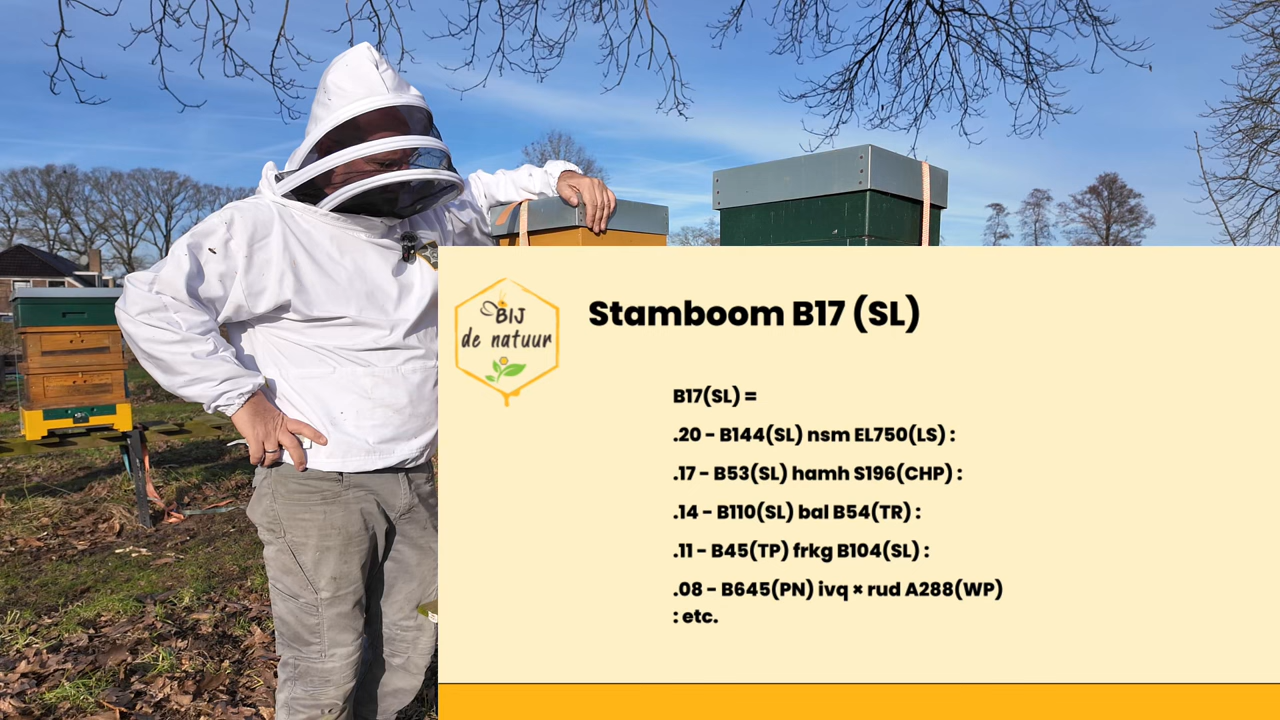 BIJ
de natuur
Stamboom B17 (SL)
B17(SL) =
.20 - B144(SL) nsm EL750(LS) :
.17 - B53(SL) hamh S196(CHP) :
.14 - B110(SL) bal B54(TR) :
.11 - B45(TP) frkg B104(SL) :
.08 - B645(PN) ivq × rud A288(WP)
: etc.